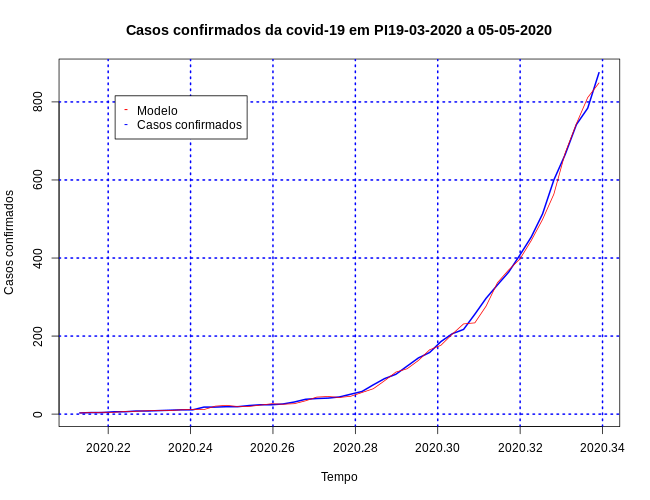 Casos confirmados da covid-19 em PI19-03-2020 a 05-05-2020
Casos confirmados
800
600
400
200
0
- Modelo
- Casos confirmados
2020.22 2020.24 2020.26 2020.28 2020.30 2020.32 2020.34
Tempo